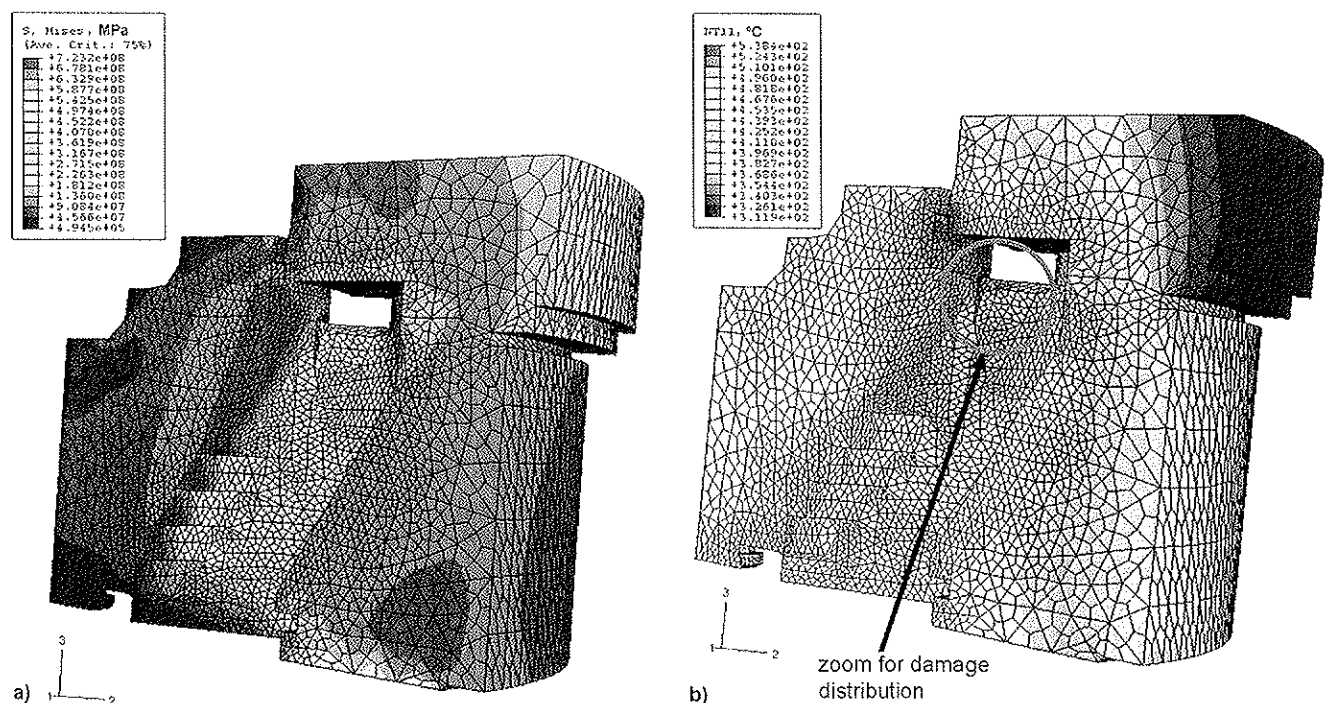 S, Mises, MPa
(Ave. Crit.: 75%)
+7.232e+08
+6.781e+08
+6.329e+08
+5.877e+08
+5.425e+08
+4.974e+08
+4.522e+08
+4.070e+08
+3.619e+08
+3.167e+08
+2.715e+08
+2.263e+08
+1.812e+08
+1.360e+08
+9.084e+07
+4.566e+07
+4.945e+05
NT11, °C
+5.384e+02
+5.243e+02
+5.101e+02
+4.960e+02
+4.818e+02
+4.676e+02
+4.535e+02
+4.393e+02
+4.252e+02
+4.110e+02
+3.969e+02
+3.827e+02
+3.686e+02
+3.544e+02
+3.403e+02
+3.261e+02
+3.119e+02
3
1
2
a)
3
1
2
b)
zoom for damage
distribution